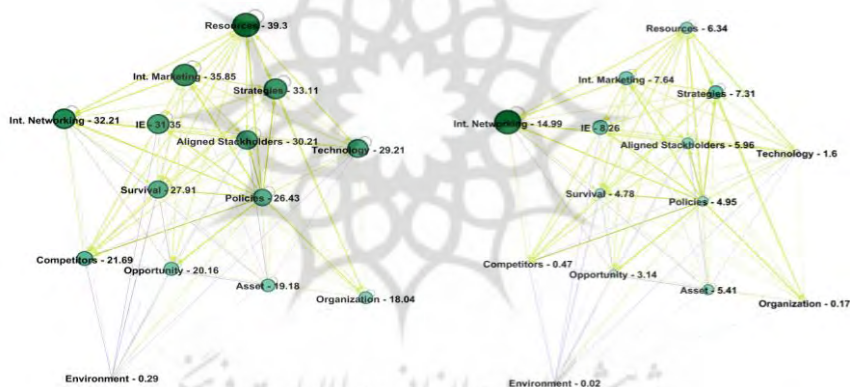 Resources - 39.3
Int. Marketing - 35.85
Strategies - 33.11
Int. Networking - 32.21
IE - 31.35
Aligned Stackholders - 30.21
Technology - 29.21
Survival - 27.91
Policies - 26.43
Competitors - 21.69
Opportunity - 20.16
Asset - 19.18
Organization - 18.04
Environment - 0.29
Resources - 6.34
Int. Marketing - 7.64
Strategies - 7.31
Int. Networking - 14.99
IE - 8.26
Aligned Stackholders - 5.96
Technology - 1.6
Survival - 4.78
Policies - 4.95
Competitors - 0.47
Opportunity - 3.14
Asset - 5.41
Organization - 0.17
Environment - 0.02